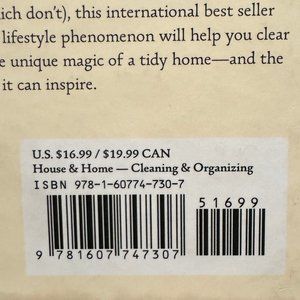 ich don't), this international best seller
lifestyle phenomenon will help you clear
e unique magic of a tidy home—and the
it can inspire.
U.S. $16.99 / $19.99 CAN
House & Home — Cleaning & Organizing
ISBN 978-1-60774-730-7
51699
9 781607 747307